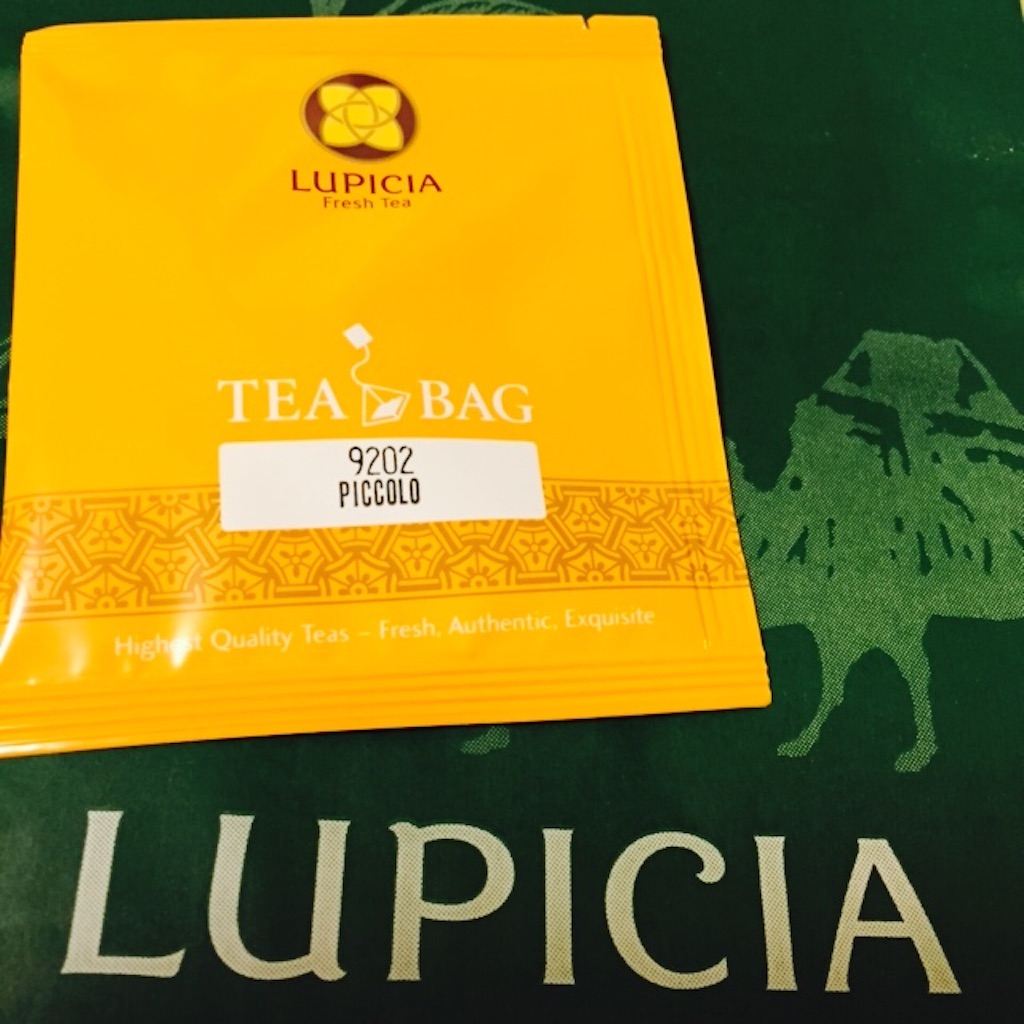 LUPICIA
Fresh Tea
TEA BAG
9202
PICCOLO
Highest Quality Teas – Fresh, Authentic, Exquisite
LUPICIA